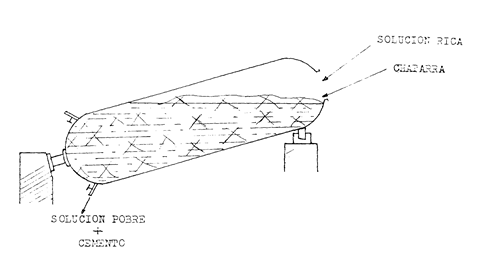 SOLUCION RICA
CHAPARRA
SOLUCION POBRE
+
CEMENTO